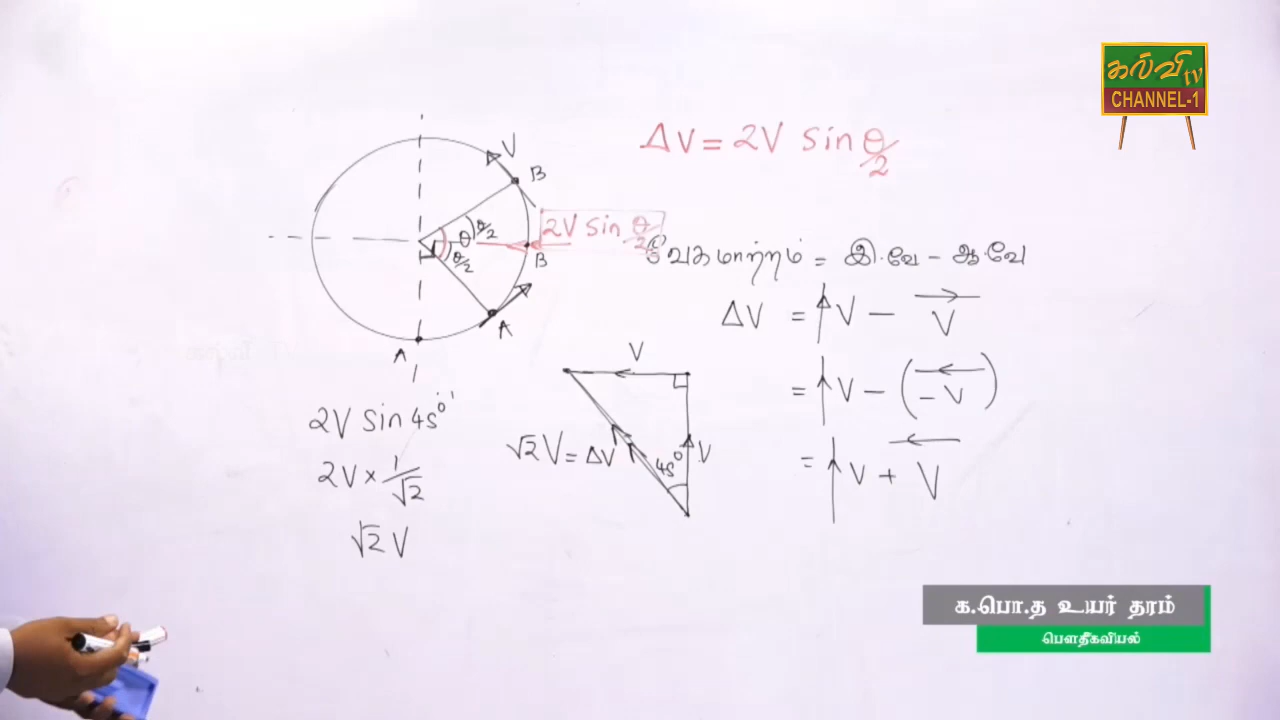 கல்வி tv
CHANNEL-1
ΔV = 2V sin θ/2
V
B
θ/2
θ
θ/2
2V sin θ/2
B
A
A
வேகமாற்றம் = இ.வே - ஆ.வே
ΔV = ↑V - →V
= ↑V - (←-V)
= ↑V + ←V
V
√2 V = ΔV
45°
V
2V sin 45°
2V × 1/√2
√2 V
க.பொ.த உயர் தரம்
பௌதீகவியல்